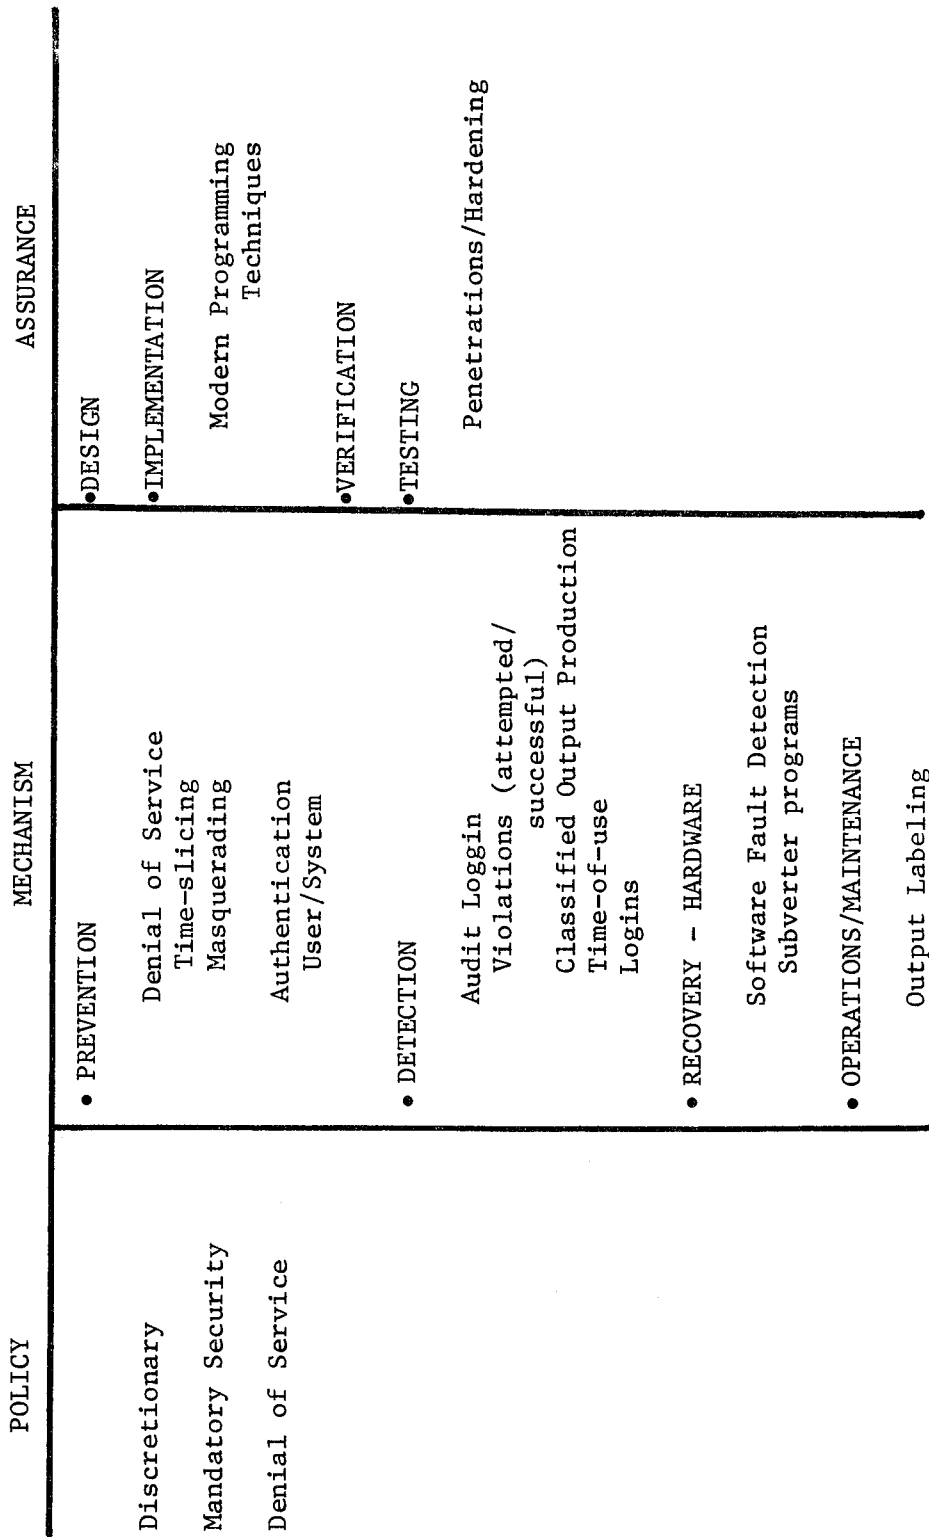 POLICY
Discretionary
Mandatory Security
Denial of Service
MECHANISM
• PREVENTION
Denial of Service
Time-slicing
Masquerading
Authentication
User/System
• DETECTION
Audit Loggin
Violations (attempted/
successful)
Classified Output Production
Time-of-use
Logins
• RECOVERY - HARDWARE
Software Fault Detection
Subverter programs
• OPERATIONS/MAINTENANCE
Output Labeling
ASSURANCE
•DESIGN
•IMPLEMENTATION
Modern Programming
Techniques
•VERIFICATION
•TESTING
Penetrations/Hardening